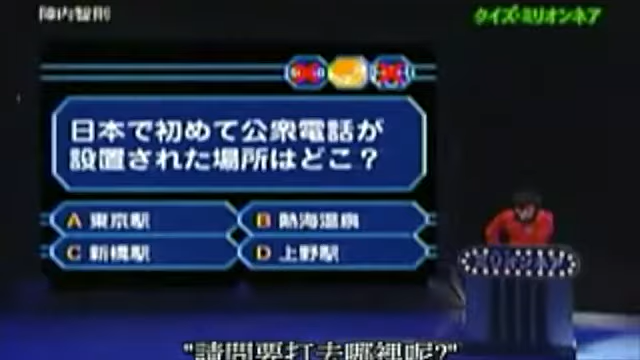 陣内智則
クイズ・ミリオンネア
日本で初めて公衆電話が
設置された場所はどこ？
A 東京駅
B 熱海温泉
C 新橋駅
D 上野駅
"請問要打去哪裡呢?"